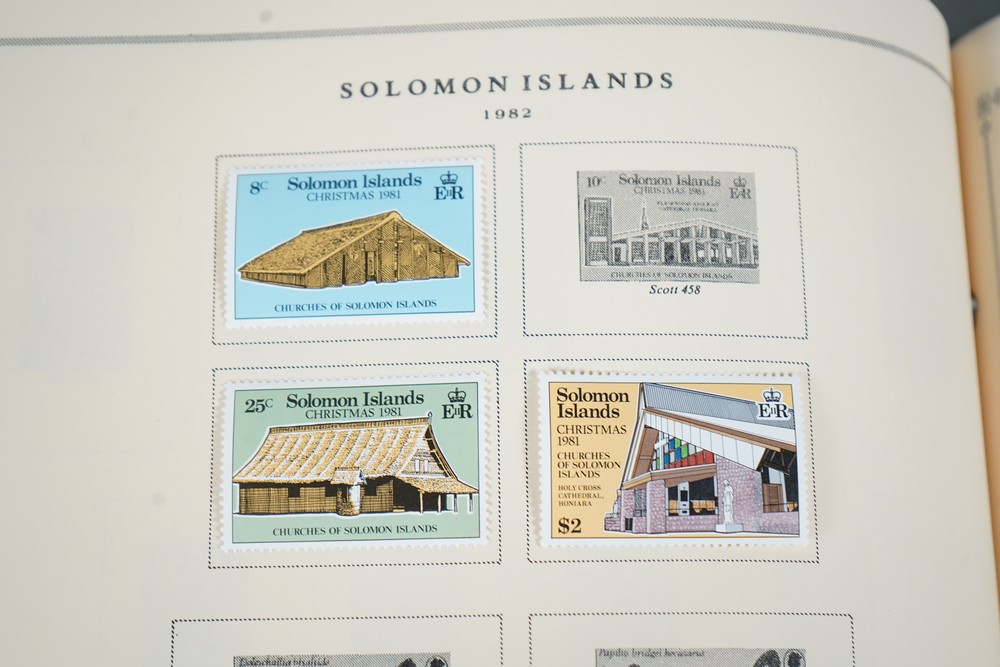 SOLOMON ISLANDS
1982
8c Solomon Islands EIIR
CHRISTMAS 1981
CHURCHES OF SOLOMON ISLANDS
10c Solomon Islands EIIR
CHRISTMAS 1981
CHURCHES OF SOLOMON ISLANDS
Scott 458
25c Solomon Islands EIIR
CHRISTMAS 1981
CHURCHES OF SOLOMON ISLANDS
Solomon
Islands EIIR
CHRISTMAS
1981
CHURCHES
OF SOLOMON
ISLANDS
HOLY CROSS
CATHEDRAL,
HONIARA
$2
Papilio bridgei